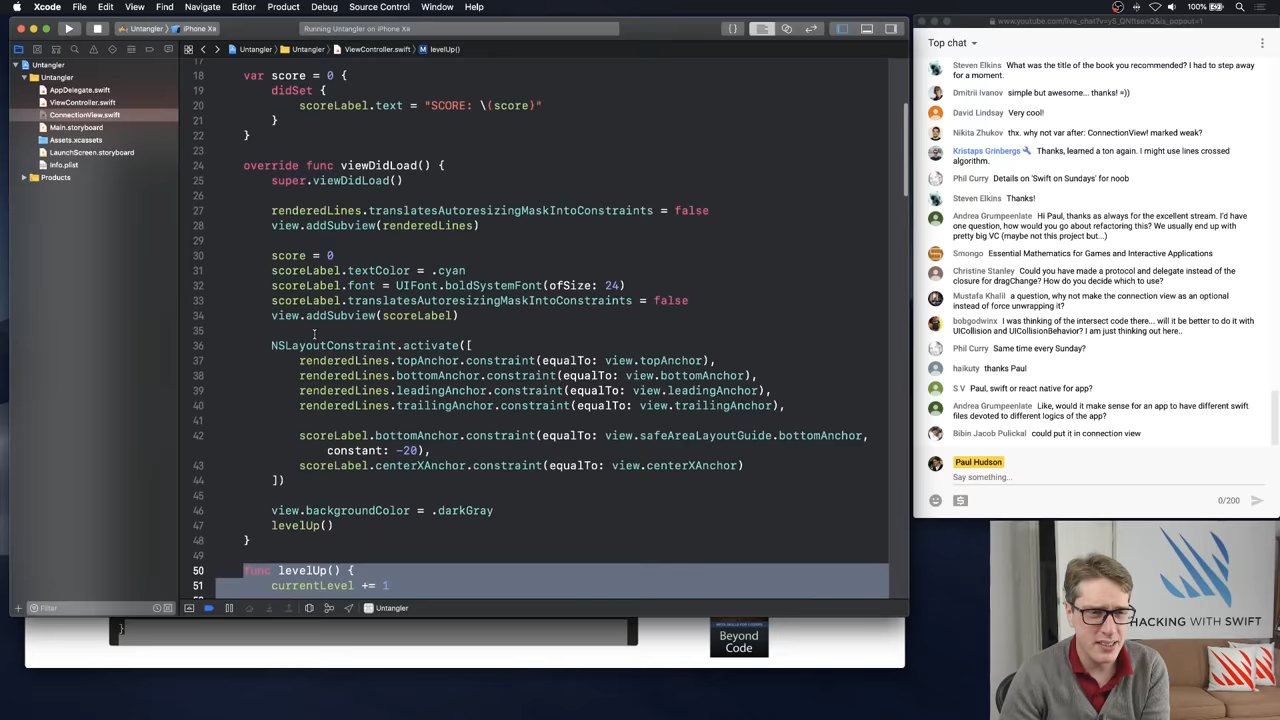 Xcode File Edit View Find Navigate Editor Product Debug Source Control Window Help
100%
Untangler iPhone Xʀ
Running Untangler on iPhone Xʀ
Untangler Untangler ViewController.swift M levelUp()
Untangler
Untangler
AppDelegate.swift
ViewController.swift
ConnectionView.swift
Main.storyboard
Assets.xcassets
LaunchScreen.storyboard
Info.plist
Products
Filter
17
18 var score = 0 {
19 didSet {
20 scoreLabel.text = "SCORE: \(score)"
21 }
22 }
23
24 override func viewDidLoad() {
25 super.viewDidLoad()
26
27 renderedLines.translatesAutoresizingMaskIntoConstraints = false
28 view.addSubview(renderedLines)
29
30 score = 0
31 scoreLabel.textColor = .cyan
32 scoreLabel.font = UIFont.boldSystemFont(ofSize: 24)
33 scoreLabel.translatesAutoresizingMaskIntoConstraints = false
34 view.addSubview(scoreLabel)
35
36 NSLayoutConstraint.activate([
37 renderedLines.topAnchor.constraint(equalTo: view.topAnchor),
38 renderedLines.bottomAnchor.constraint(equalTo: view.bottomAnchor),
39 renderedLines.leadingAnchor.constraint(equalTo: view.leadingAnchor),
40 renderedLines.trailingAnchor.constraint(equalTo: view.trailingAnchor),
41
42 scoreLabel.bottomAnchor.constraint(equalTo: view.safeAreaLayoutGuide.bottomAnchor,
constant: -20),
43 scoreLabel.centerXAnchor.constraint(equalTo: view.centerXAnchor)
44 ])
45
46 view.backgroundColor = .darkGray
47 levelUp()
48 }
49
50 func levelUp() {
51 currentLevel += 1
Untangler
}
Beyond
Code
www.youtube.com/live_chat?v=yS_QNftsenQ&is_popout=1
Top chat
Steven Elkins What was the title of the book you recommended? I had to step away
for a moment.
Dmitrii Ivanov simple but awesome... thanks! =))
David Lindsay Very cool!
Nikita Zhukov thx. why not var after: ConnectionView! marked weak?
Kristaps Grinbergs Thanks, learned a ton again. I might use lines crossed
algorithm.
Phil Curry Details on 'Swift on Sundays' for noob
Steven Elkins Thanks!
Andrea Grumpeenlate Hi Paul, thanks as always for the excellent stream. I'd have
one question, how would you go about refactoring this? We usually end up with
pretty big VC (maybe not this project but...)
Smongo Essential Mathematics for Games and Interactive Applications
Christine Stanley Could you have made a protocol and delegate instead of the
closure for dragChange? How do you decide which to use?
Mustafa Khalil a question, why not make the connection view as an optional
instead of force unwrapping it?
bobgodwinx I was thinking of the intersect code there... will it be better to do it with
UICollision and UICollisionBehavior? I am just thinking out here..
Phil Curry Same time every Sunday?
haikuty thanks Paul
S V Paul, swift or react native for app?
Andrea Grumpeenlate Like, would it make sense for an app to have different swift
files devoted to different logics of the app?
Bibin Jacob Pulickal could put it in connection view
Paul Hudson
Say something...
0/200
HACKING WITH SWIFT